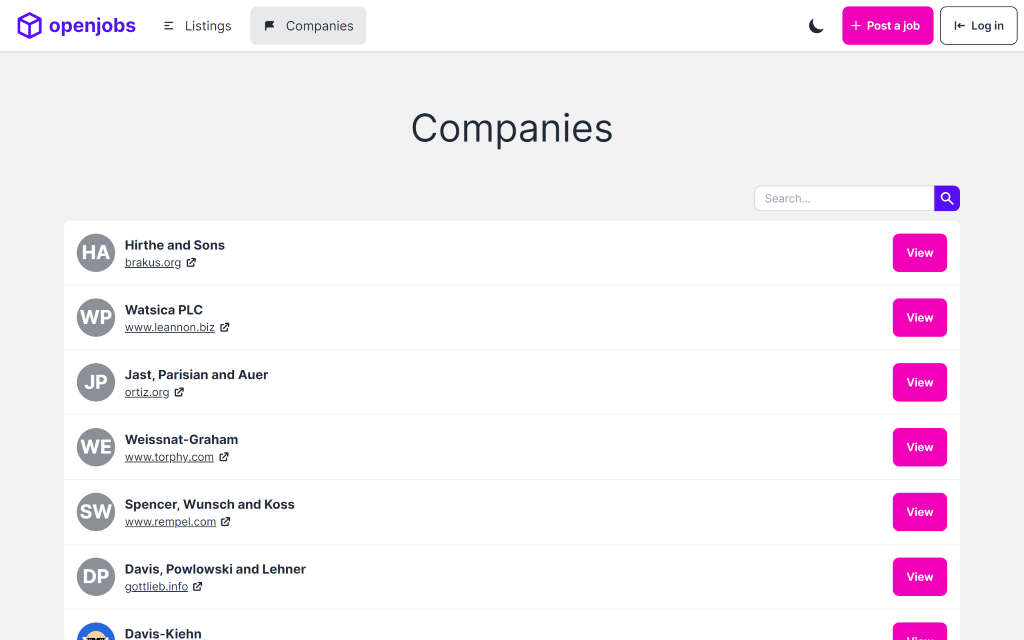 openjobs
Listings
Companies
+ Post a job
Log in
Companies
Search...
HA
Hirthe and Sons
brakus.org
View
WP
Watsica PLC
www.leannon.biz
View
JP
Jast, Parisian and Auer
ortiz.org
View
WE
Weissnat-Graham
www.torphy.com
View
SW
Spencer, Wunsch and Koss
www.rempel.com
View
DP
Davis, Powlowski and Lehner
gottlieb.info
View
Davis-Kiehn
View